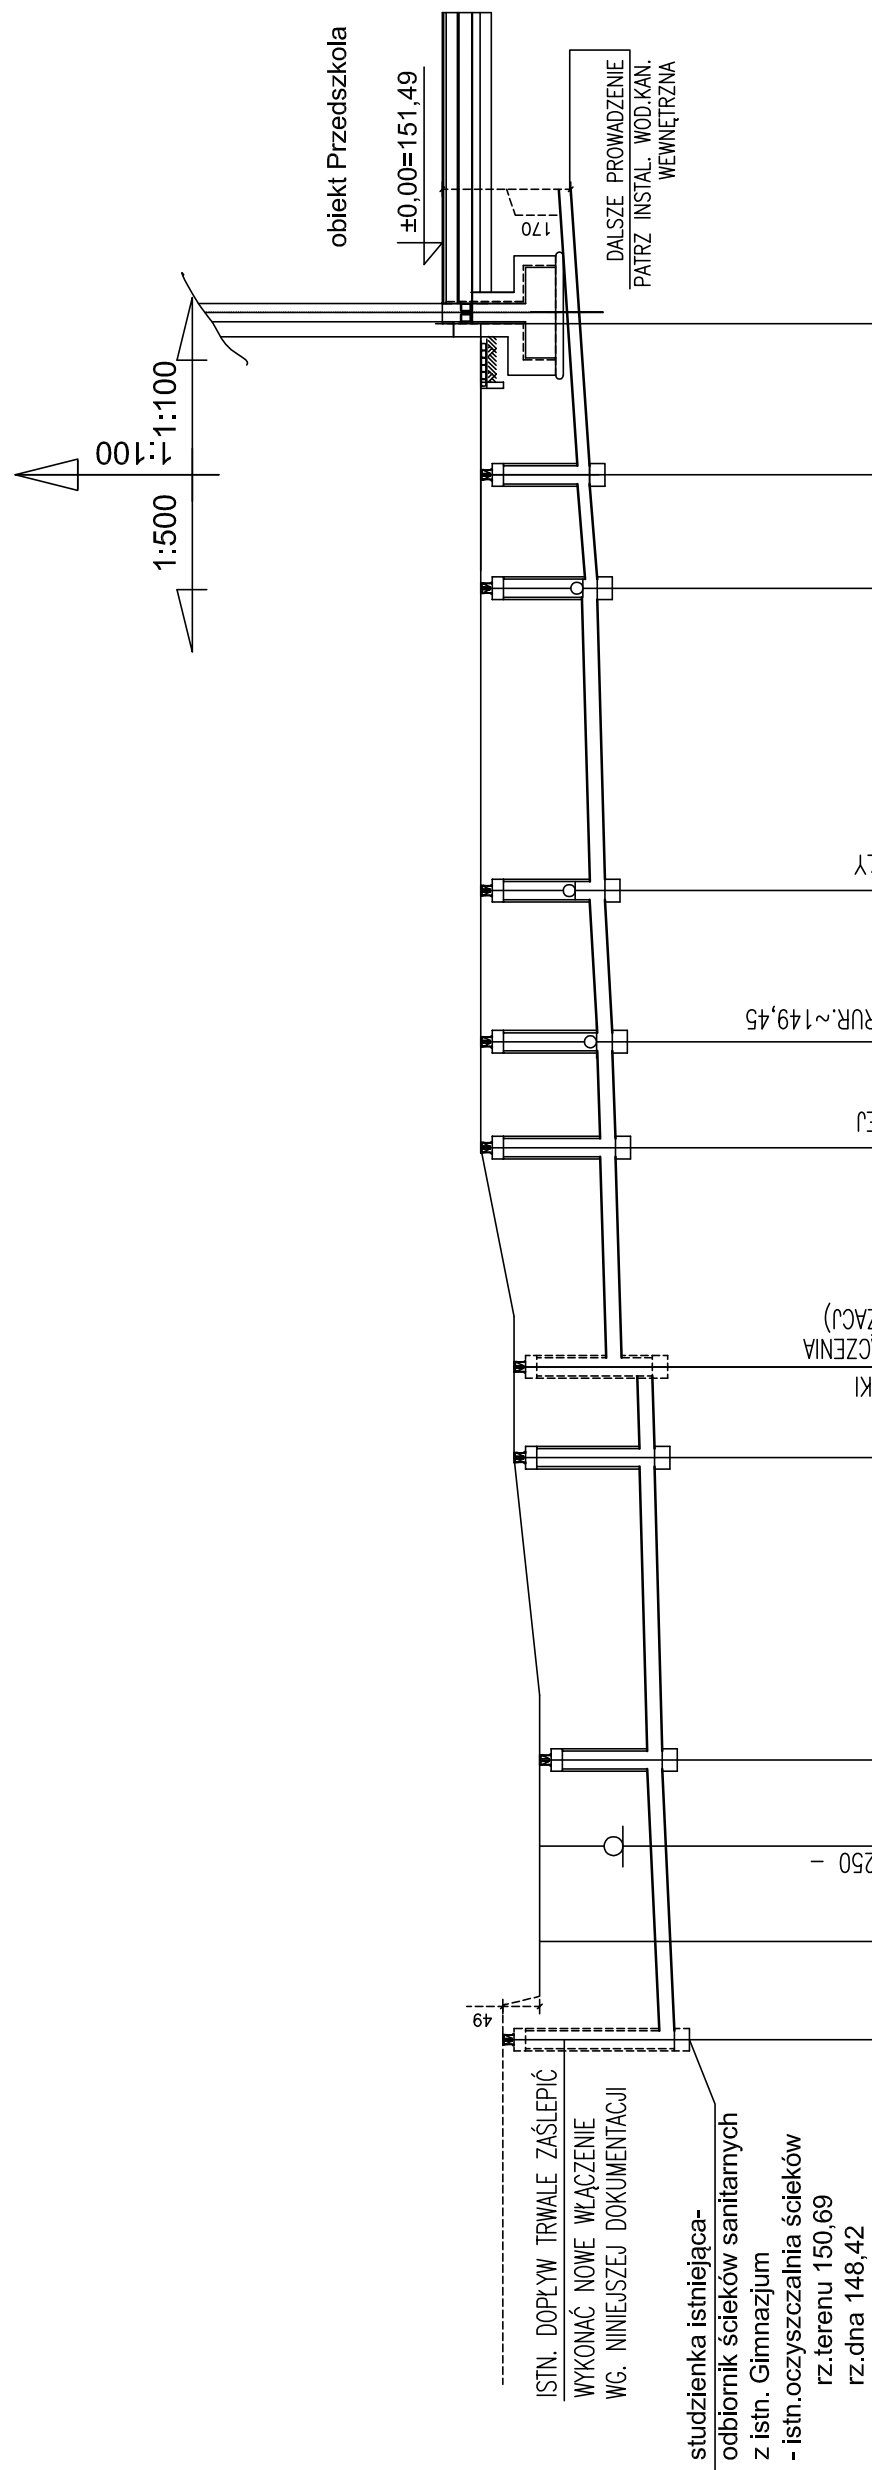 obiekt Przedszkola
±0,00=151,49
1:100
1:500
1:100
170
DALSZE PROWADZENIE
PATRZ INSTAL. WOD.KAN.
WEWNĘTRZNA
RUR.~149,45
250 –
49
ISTN. DOPŁYW TRWALE ZAŚLEPIĆ
WYKONAĆ NOWE WŁĄCZENIE
WG. NINIEJSZEJ DOKUMENTACJI
studzienka istniejąca-
odbiornik ścieków sanitarnych
z istn. Gimnazjum
- istn.oczyszczalnia ścieków
rz.terenu 150,69
rz.dna 148,42